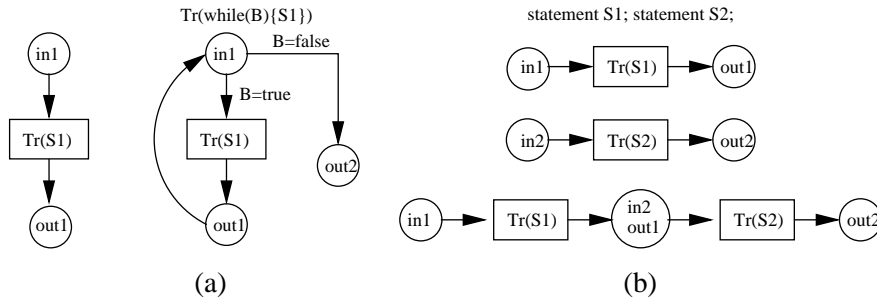 Tr(while(B){S1})
in1
Tr(S1)
out1
in1
B=false
B=true
Tr(S1)
out1
out2
(a)
statement S1; statement S2;
in1 Tr(S1) out1
in2 Tr(S2) out2
in1 Tr(S1) in2 out1 Tr(S2) out2
(b)